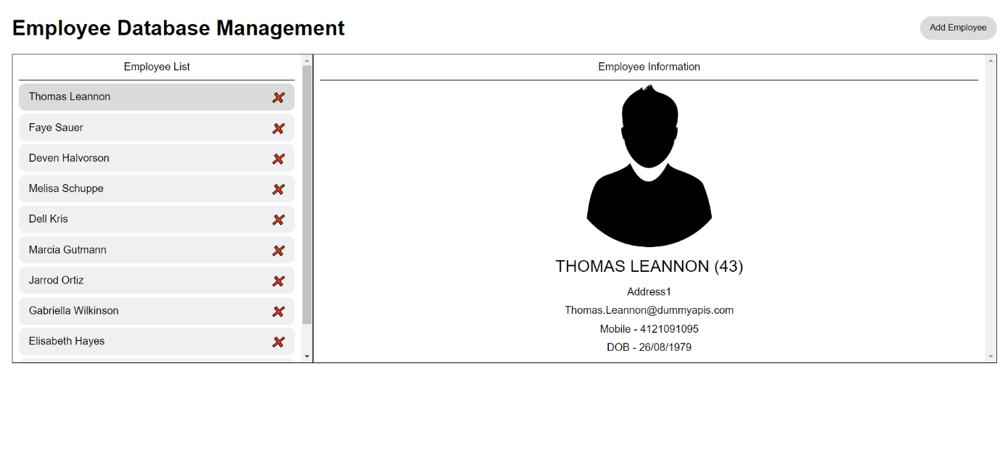 Employee Database Management
Add Employee
Employee List
Thomas Leannon
Faye Sauer
Deven Halvorson
Melisa Schuppe
Dell Kris
Marcia Gutmann
Jarrod Ortiz
Gabriella Wilkinson
Elisabeth Hayes
Employee Information
THOMAS LEANNON (43)
Address1
Thomas.Leannon@dummyapis.com
Mobile - 4121091095
DOB - 26/08/1979